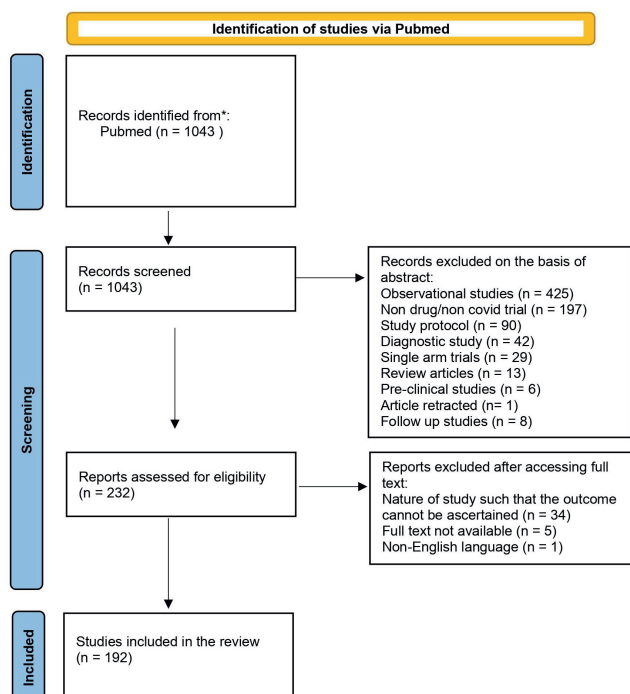 Identification of studies via Pubmed
Identification
Records identified from*:
Pubmed (n = 1043 )
Screening
Records screened
(n = 1043)
Records excluded on the basis of
abstract:
Observational studies (n = 425)
Non drug/non covid trial (n = 197)
Study protocol (n = 90)
Diagnostic study (n = 42)
Single arm trials (n = 29)
Review articles (n = 13)
Pre-clinical studies (n = 6)
Article retracted (n= 1)
Follow up studies (n = 8)
Reports assessed for eligibility
(n = 232)
Reports excluded after accessing full
text:
Nature of study such that the outcome
cannot be ascertained (n = 34)
Full text not available (n = 5)
Non-English language (n = 1)
Included
Studies included in the review
(n = 192)